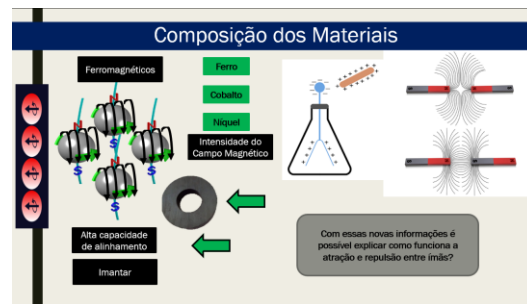 Composição dos Materiais
Ferromagnéticos
Ferro
Cobalto
Níquel
Intensidade do
Campo Magnético
N
N
N
N
S
S
S
S
Alta capacidade
de alinhamento
Imantar
Com essas novas informações é
possível explicar como funciona a
atração e repulsão entre ímãs?